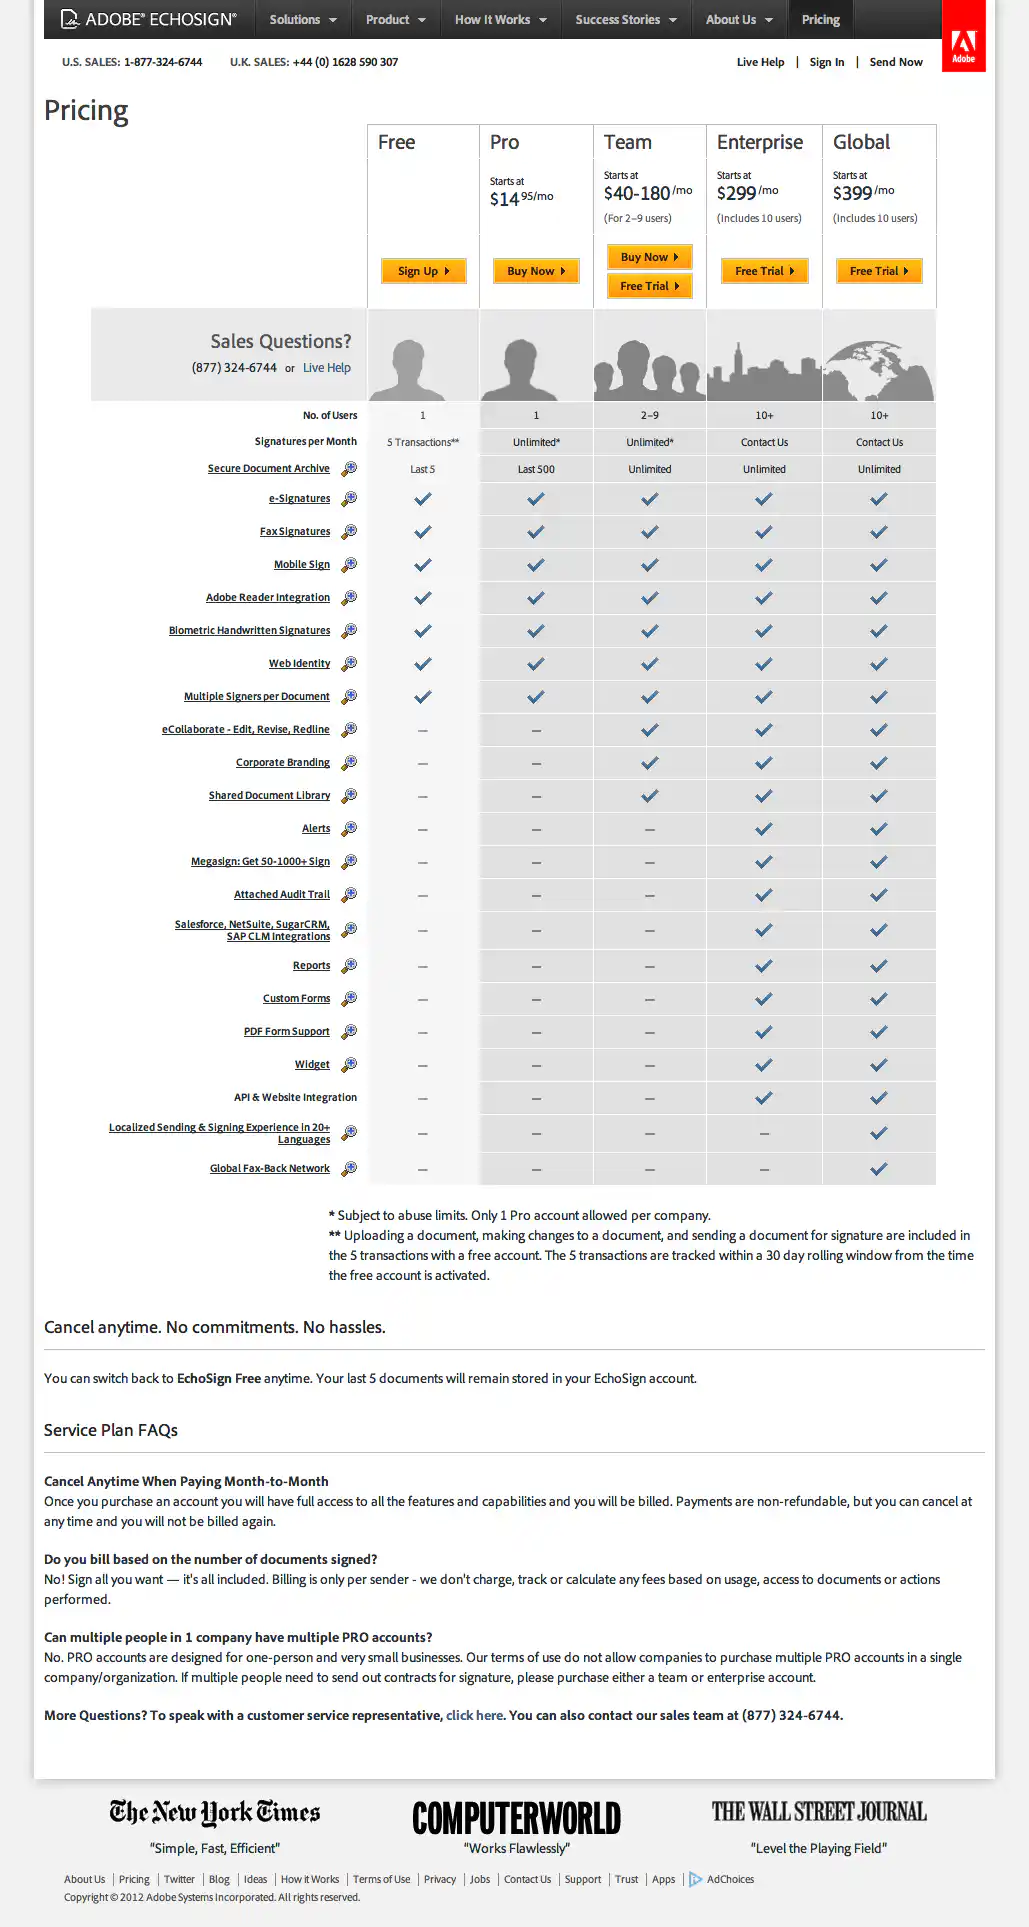 ADOBE® ECHOSIGN® Solutions Product How It Works Success Stories About Us Pricing
Adobe
U.S. SALES: 1-877-324-6744 U.K. SALES: +44 (0) 1628 590 307 Live Help | Sign In | Send Now
Pricing
Free Pro Team Enterprise Global
Starts at Starts at Starts at Starts at
$14 95/mo $40-180/mo $299/mo $399/mo
(For 2–9 users) (Includes 10 users) (Includes 10 users)
Sign Up Buy Now Buy Now Free Trial Free Trial
Free Trial
Sales Questions?
(877) 324-6744 or Live Help
No. of Users 1 1 2–9 10+ 10+
Signatures per Month 5 Transactions** Unlimited* Unlimited* Contact Us Contact Us
Secure Document Archive Last 5 Last 500 Unlimited Unlimited Unlimited
e-Signatures
Fax Signatures
Mobile Sign
Adobe Reader Integration
Biometric Handwritten Signatures
Web Identity
Multiple Signers per Document
eCollaborate - Edit, Revise, Redline – –
Corporate Branding – –
Shared Document Library – –
Alerts – – –
Megasign: Get 50-1000+ Sign – – –
Attached Audit Trail – – –
Salesforce, NetSuite, SugarCRM,
SAP CLM Integrations – – –
Reports – – –
Custom Forms – – –
PDF Form Support – – –
Widget – – –
API & Website Integration – – –
Localized Sending & Signing Experience in 20+
Languages – – – –
Global Fax-Back Network – – – –
* Subject to abuse limits. Only 1 Pro account allowed per company.
** Uploading a document, making changes to a document, and sending a document for signature are included in
the 5 transactions with a free account. The 5 transactions are tracked within a 30 day rolling window from the time
the free account is activated.
Cancel anytime. No commitments. No hassles.
You can switch back to EchoSign Free anytime. Your last 5 documents will remain stored in your EchoSign account.
Service Plan FAQs
Cancel Anytime When Paying Month-to-Month
Once you purchase an account you will have full access to all the features and capabilities and you will be billed. Payments are non-refundable, but you can cancel at
any time and you will not be billed again.
Do you bill based on the number of documents signed?
No! Sign all you want — it's all included. Billing is only per sender - we don't charge, track or calculate any fees based on usage, access to documents or actions
performed.
Can multiple people in 1 company have multiple PRO accounts?
No. PRO accounts are designed for one-person and very small businesses. Our terms of use do not allow companies to purchase multiple PRO accounts in a single
company/organization. If multiple people need to send out contracts for signature, please purchase either a team or enterprise account.
More Questions? To speak with a customer service representative, click here. You can also contact our sales team at (877) 324-6744.
The New York Times COMPUTERWORLD THE WALL STREET JOURNAL
“Simple, Fast, Efficient” “Works Flawlessly” “Level the Playing Field”
About Us | Pricing | Twitter | Blog | Ideas | How it Works | Terms of Use | Privacy | Jobs | Contact Us | Support | Trust | Apps | AdChoices
Copyright © 2012 Adobe Systems Incorporated. All rights reserved.